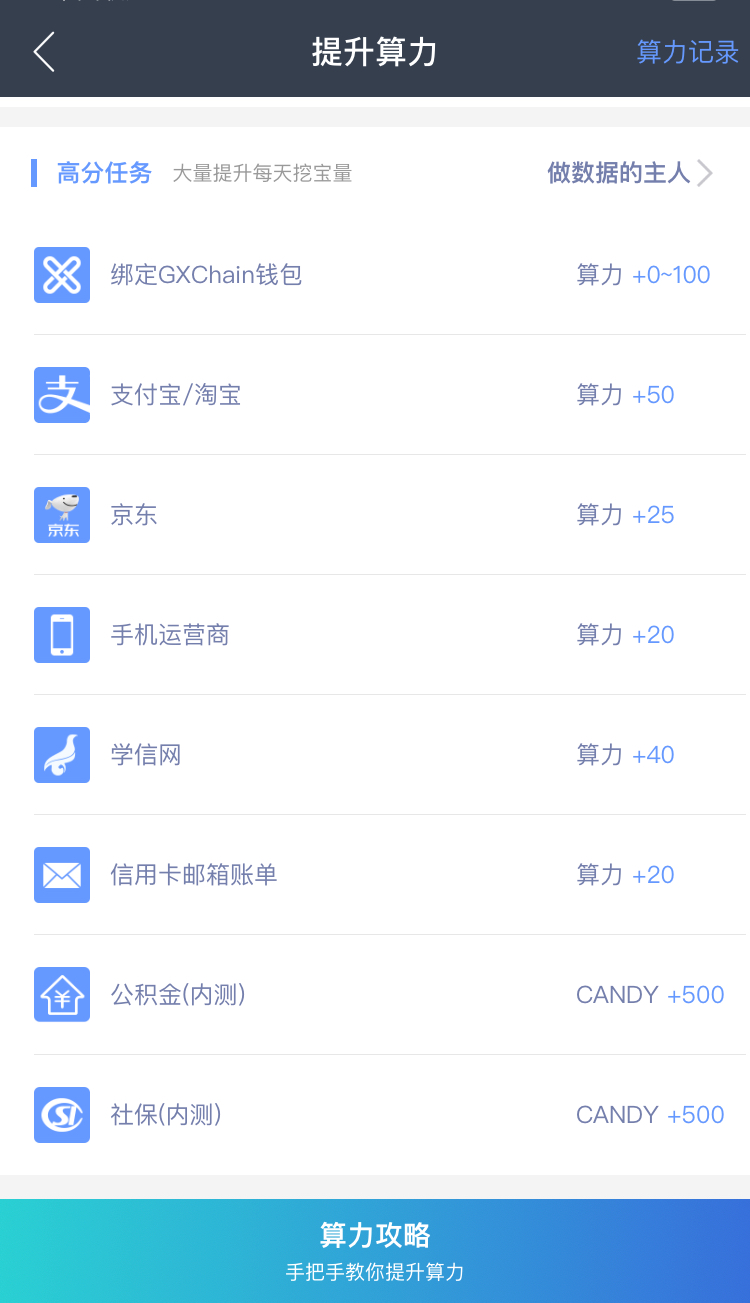 提升算力
算力记录
高分任务 大量提升每天挖宝量 做数据的主人
绑定GXChain钱包 算力 +0~100
支付宝/淘宝 算力 +50
京东
京东 算力 +25
手机运营商 算力 +20
学信网 算力 +40
信用卡邮箱账单 算力 +20
公积金(内测) CANDY +500
社保(内测) CANDY +500
算力攻略
手把手教你提升算力